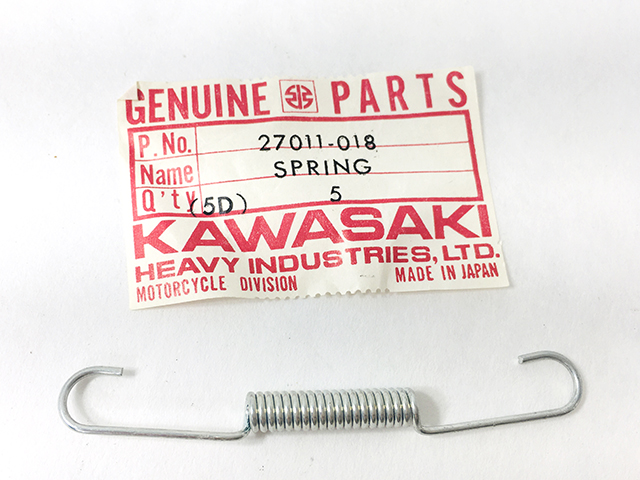 GENUINE PARTS
P.No. 27011-018
Name SPRING
Q'ty (5D) 5
KAWASAKI
HEAVY INDUSTRIES, LTD.
MOTORCYCLE DIVISION MADE IN JAPAN